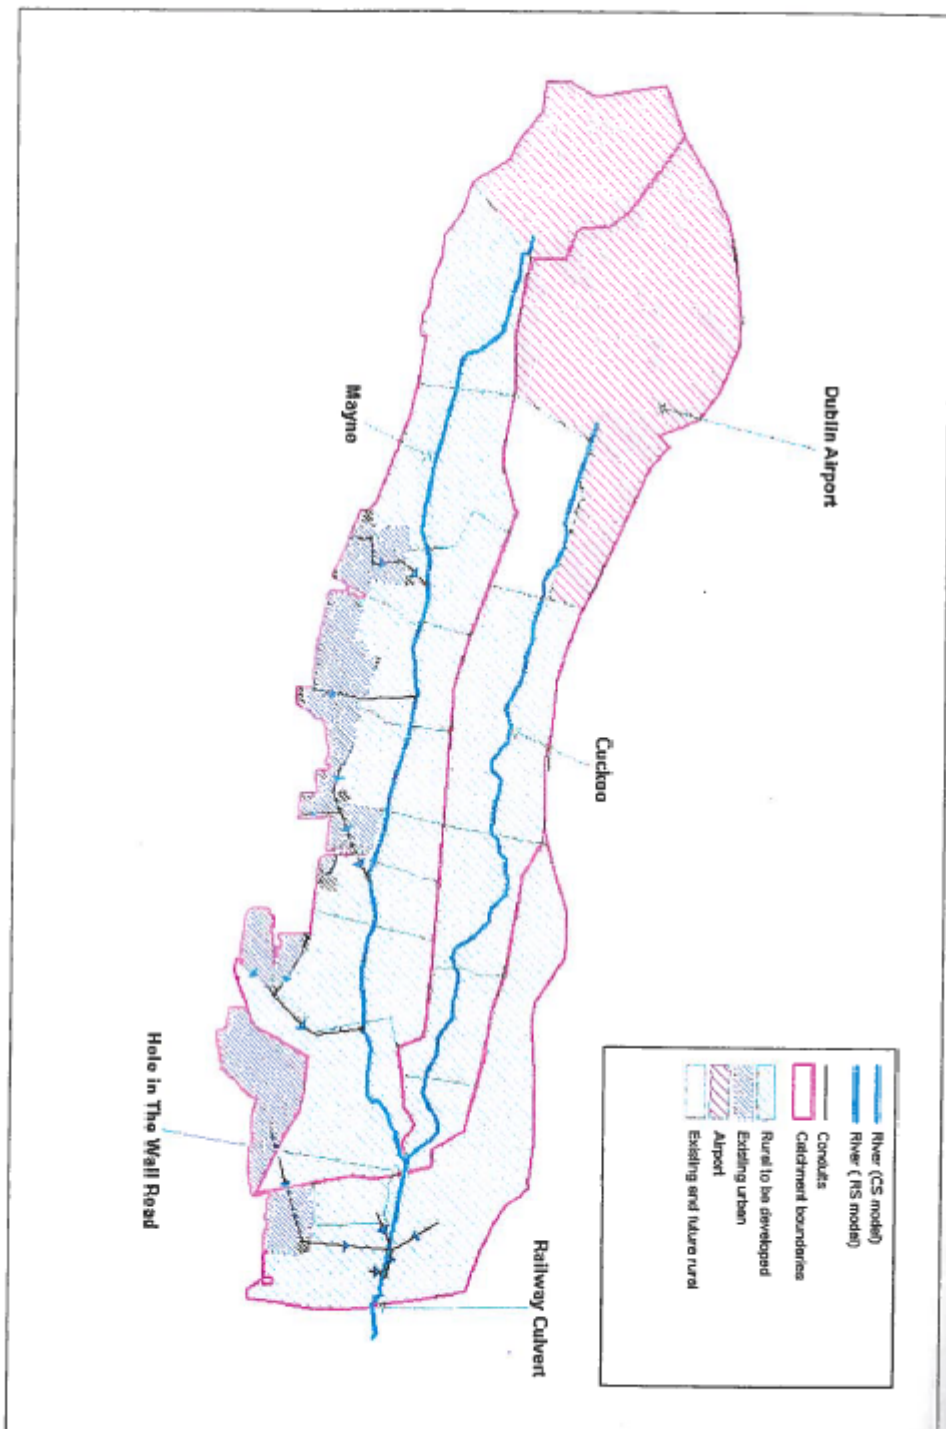 Dublin Airport
Mayne
Cuckoo
Hole in The Wall Road
Railway Culvert
River (CS model)
River ( RS model)
Conduits
Catchment boundaries
Rural to be developed
Existing urban
Airport
Existing and future rural